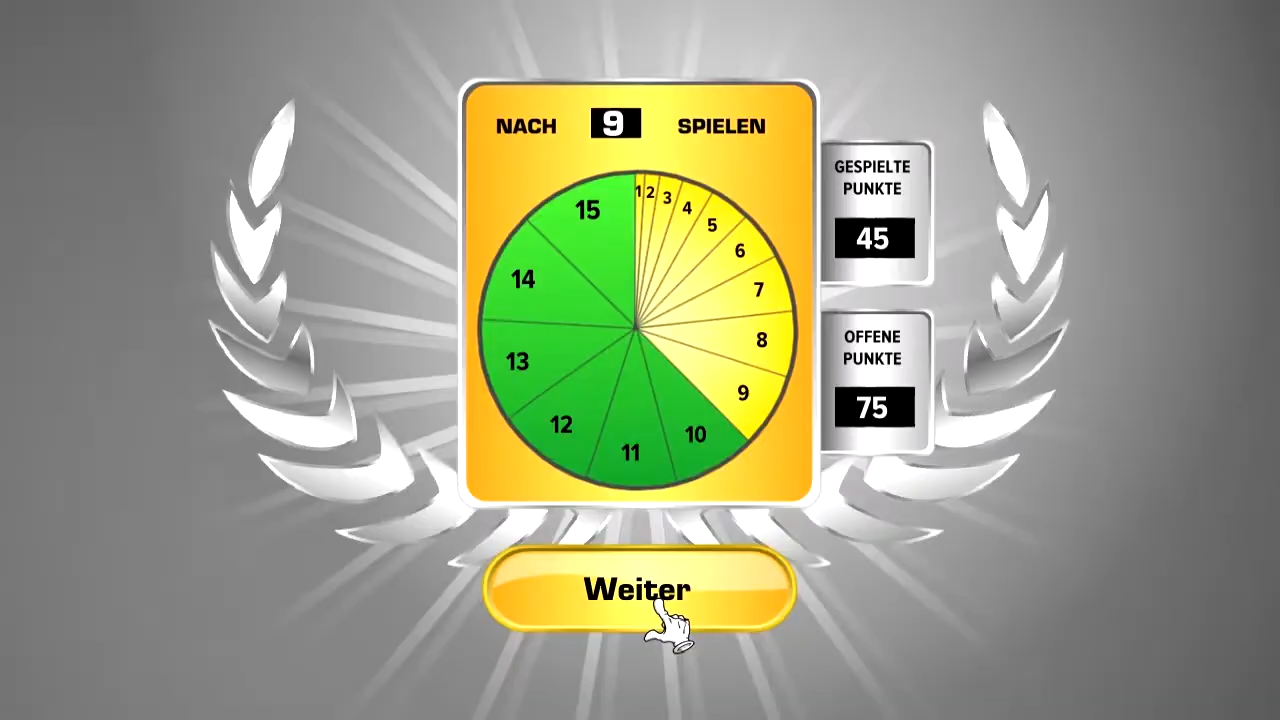 NACH 9 SPIELEN
1 2 3 4 5 6 7 8 9 10 11 12 13 14 15
GESPIELTE
PUNKTE
45
OFFENE
PUNKTE
75
Weiter